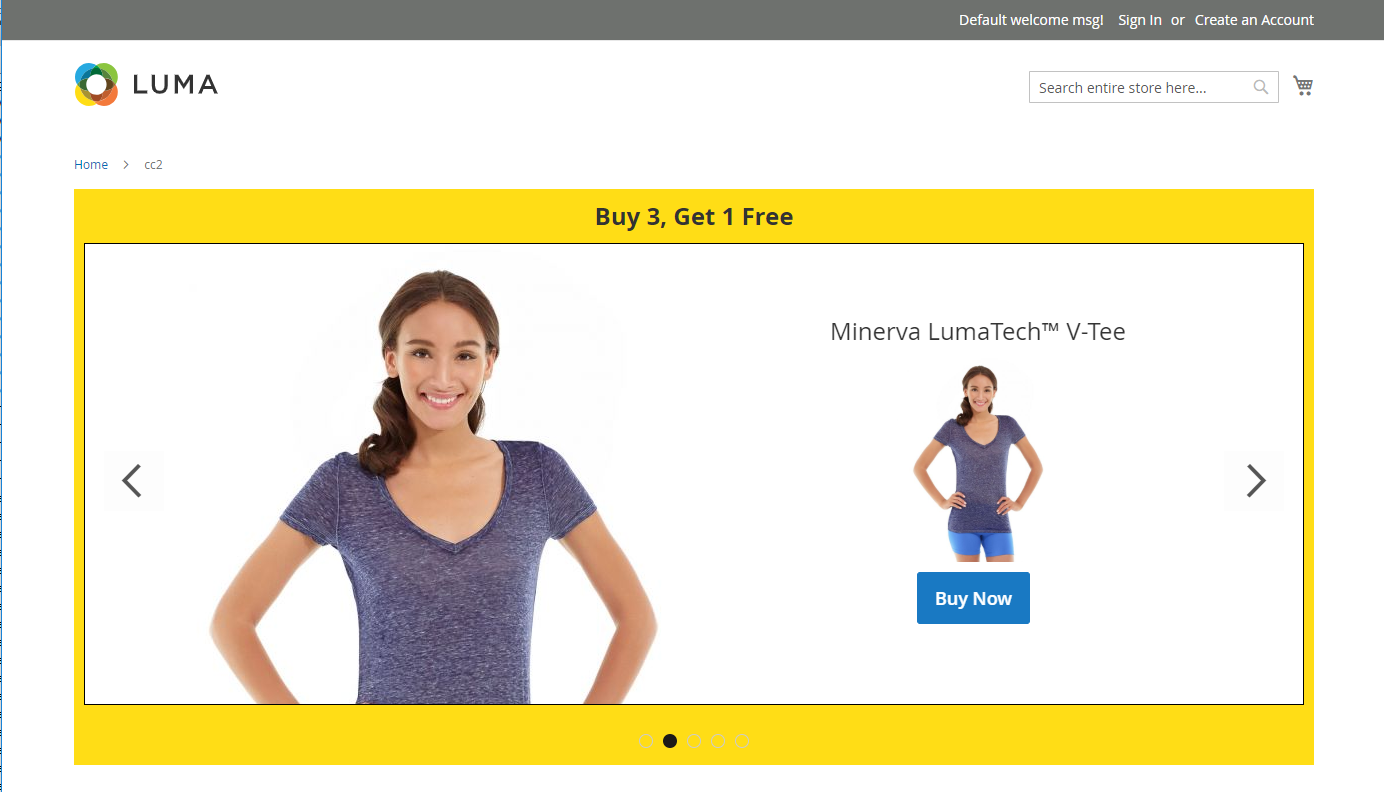 Default welcome msg! Sign In or Create an Account
LUMA
Search entire store here...
Home > cc2
Buy 3, Get 1 Free
Minerva LumaTech™ V-Tee
Buy Now